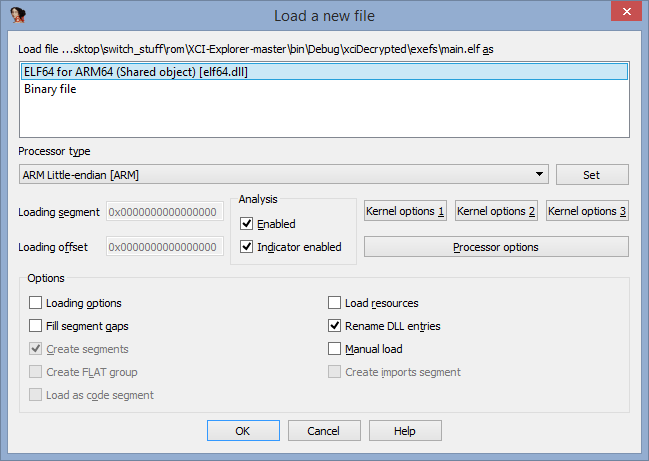 Load a new file
Load file ...sktop\switch_stuff\rom\XCI-Explorer-master\bin\Debug\xciDecrypted\exefs\main.elf as
ELF64 for ARM64 (Shared object) [elf64.dll]
Binary file
Processor type
ARM Little-endian [ARM]
Set
Loading segment
0x0000000000000000
Loading offset
0x0000000000000000
Analysis
Enabled
Indicator enabled
Kernel options 1
Kernel options 2
Kernel options 3
Processor options
Options
Loading options
Load resources
Fill segment gaps
Rename DLL entries
Create segments
Manual load
Create FLAT group
Create imports segment
Load as code segment
OK
Cancel
Help